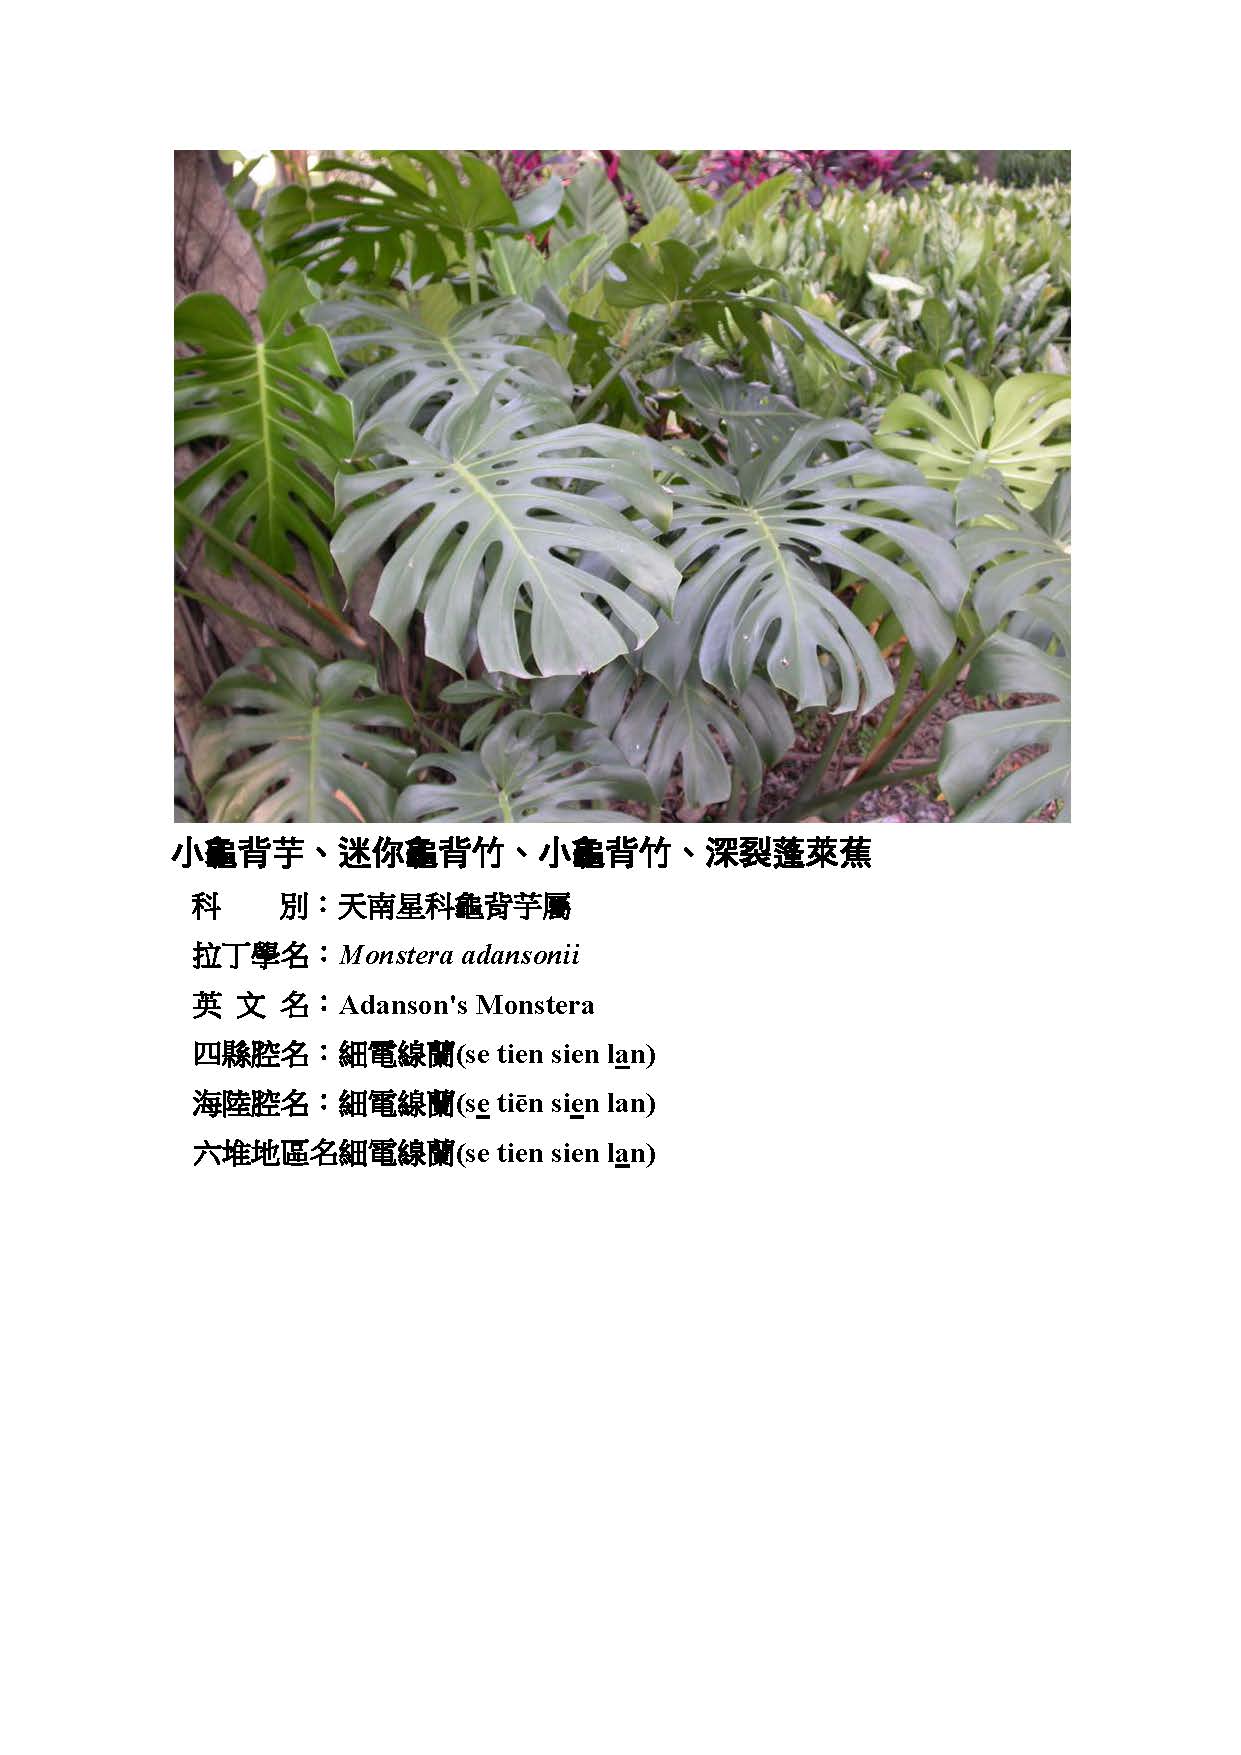 小龜背芋、迷你龜背竹、小龜背竹、深裂蓬萊蕉
科　　別：天南星科龜背芋屬
拉丁學名：Monstera adansonii
英 文 名：Adanson's Monstera
四縣腔名：細電線蘭(se tien sien la̲n)
海陸腔名：細電線蘭(se̲ tiēn sie̲n lan)
六堆地區名細電線蘭(se tien sien la̲n)